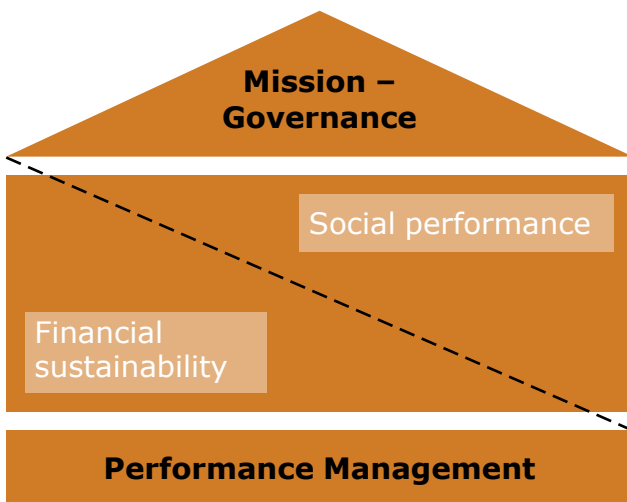 Mission –
Governance
Social performance
Financial
sustainability
Performance Management